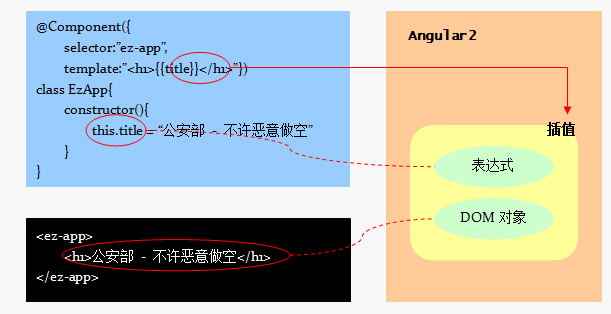 @Component({
selector:"ez-app",
template:"<h1>{{title}}</h1>"})
class EzApp{
constructor(){
this.title = “公安部 - 不许恶意做空”
}
}
<ez-app>
<h1>公安部 - 不许恶意做空</h1>
</ez-app>
Angular2
插值
表达式
DOM 对象